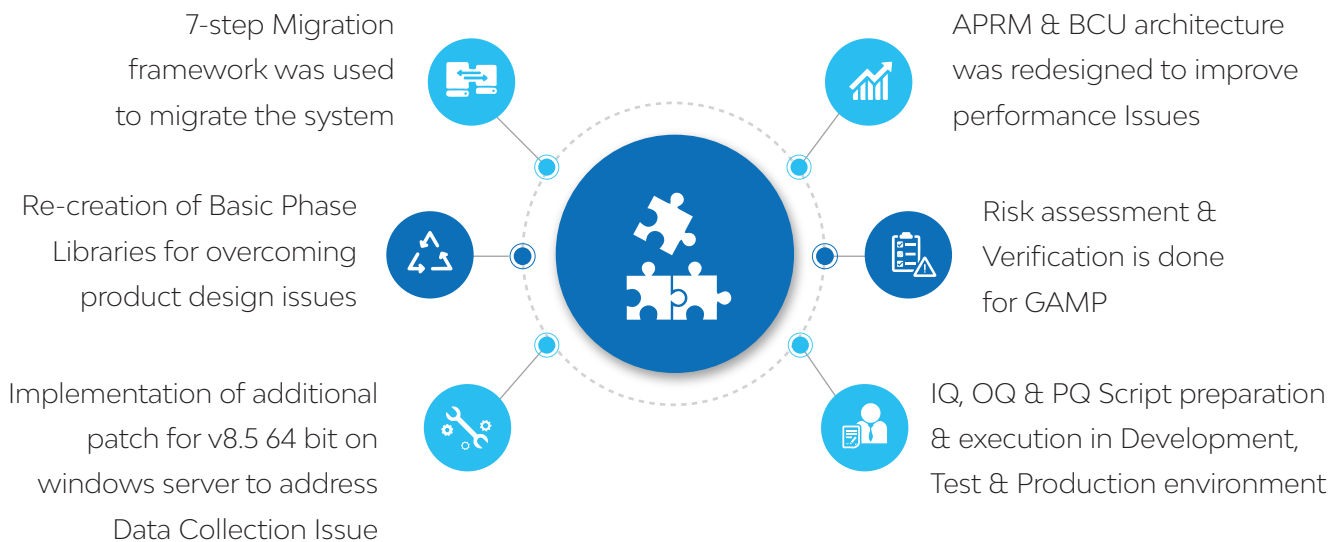 7-step Migration
framework was used
to migrate the system
Re-creation of Basic Phase
Libraries for overcoming
product design issues
Implementation of additional
patch for v8.5 64 bit on
windows server to address
Data Collection Issue
APRM & BCU architecture
was redesigned to improve
performance Issues
Risk assessment &
Verification is done
for GAMP
IQ, OQ & PQ Script preparation
& execution in Development,
Test & Production environment